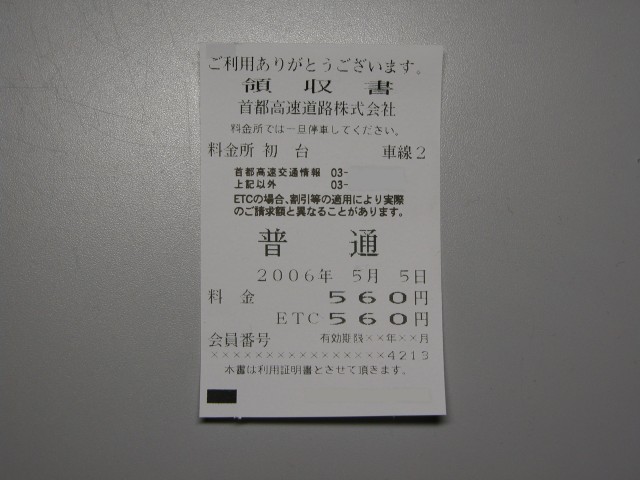 ご利用ありがとうございます。
領収書
首都高速道路株式会社
料金所では一旦停車してください。
料金所 初 台 車線2
首都高速交通情報 03-
上記以外 03-
ETCの場合、割引等の適用により実際
のご請求額と異なることがあります。
普 通
2006年 5月 5日
料 金 560円
ETC 560円
会員番号 有効期限××年××月
××××××××××××××××4213
本書は利用証明書とさせて頂きます。